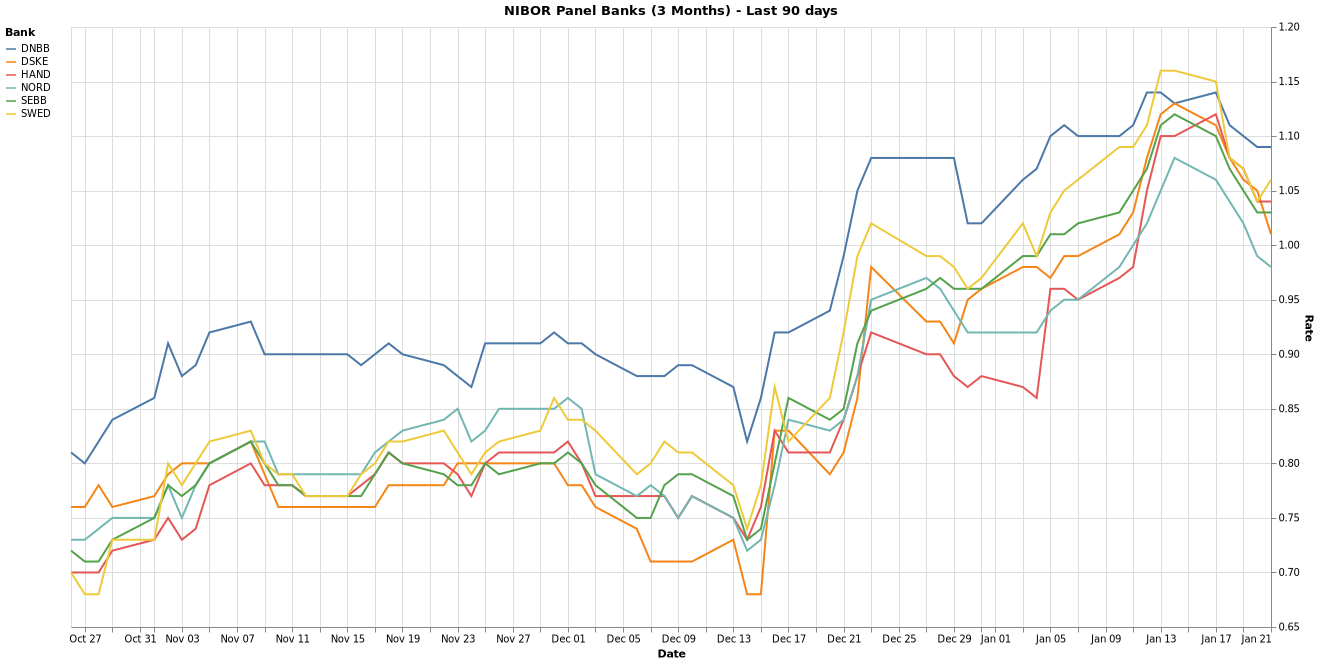 NIBOR Panel Banks (3 Months) - Last 90 days
Bank
DNBB
DSKE
HAND
NORD
SEBB
SWED
1.20
1.15
1.10
1.05
1.00
0.95
0.90
0.85
0.80
0.75
0.70
0.65
Rate
Oct 27 Oct 31 Nov 03 Nov 07 Nov 11 Nov 15 Nov 19 Nov 23 Nov 27 Dec 01 Dec 05 Dec 09 Dec 13 Dec 17 Dec 21 Dec 25 Dec 29 Jan 01 Jan 05 Jan 09 Jan 13 Jan 17 Jan 21
Date